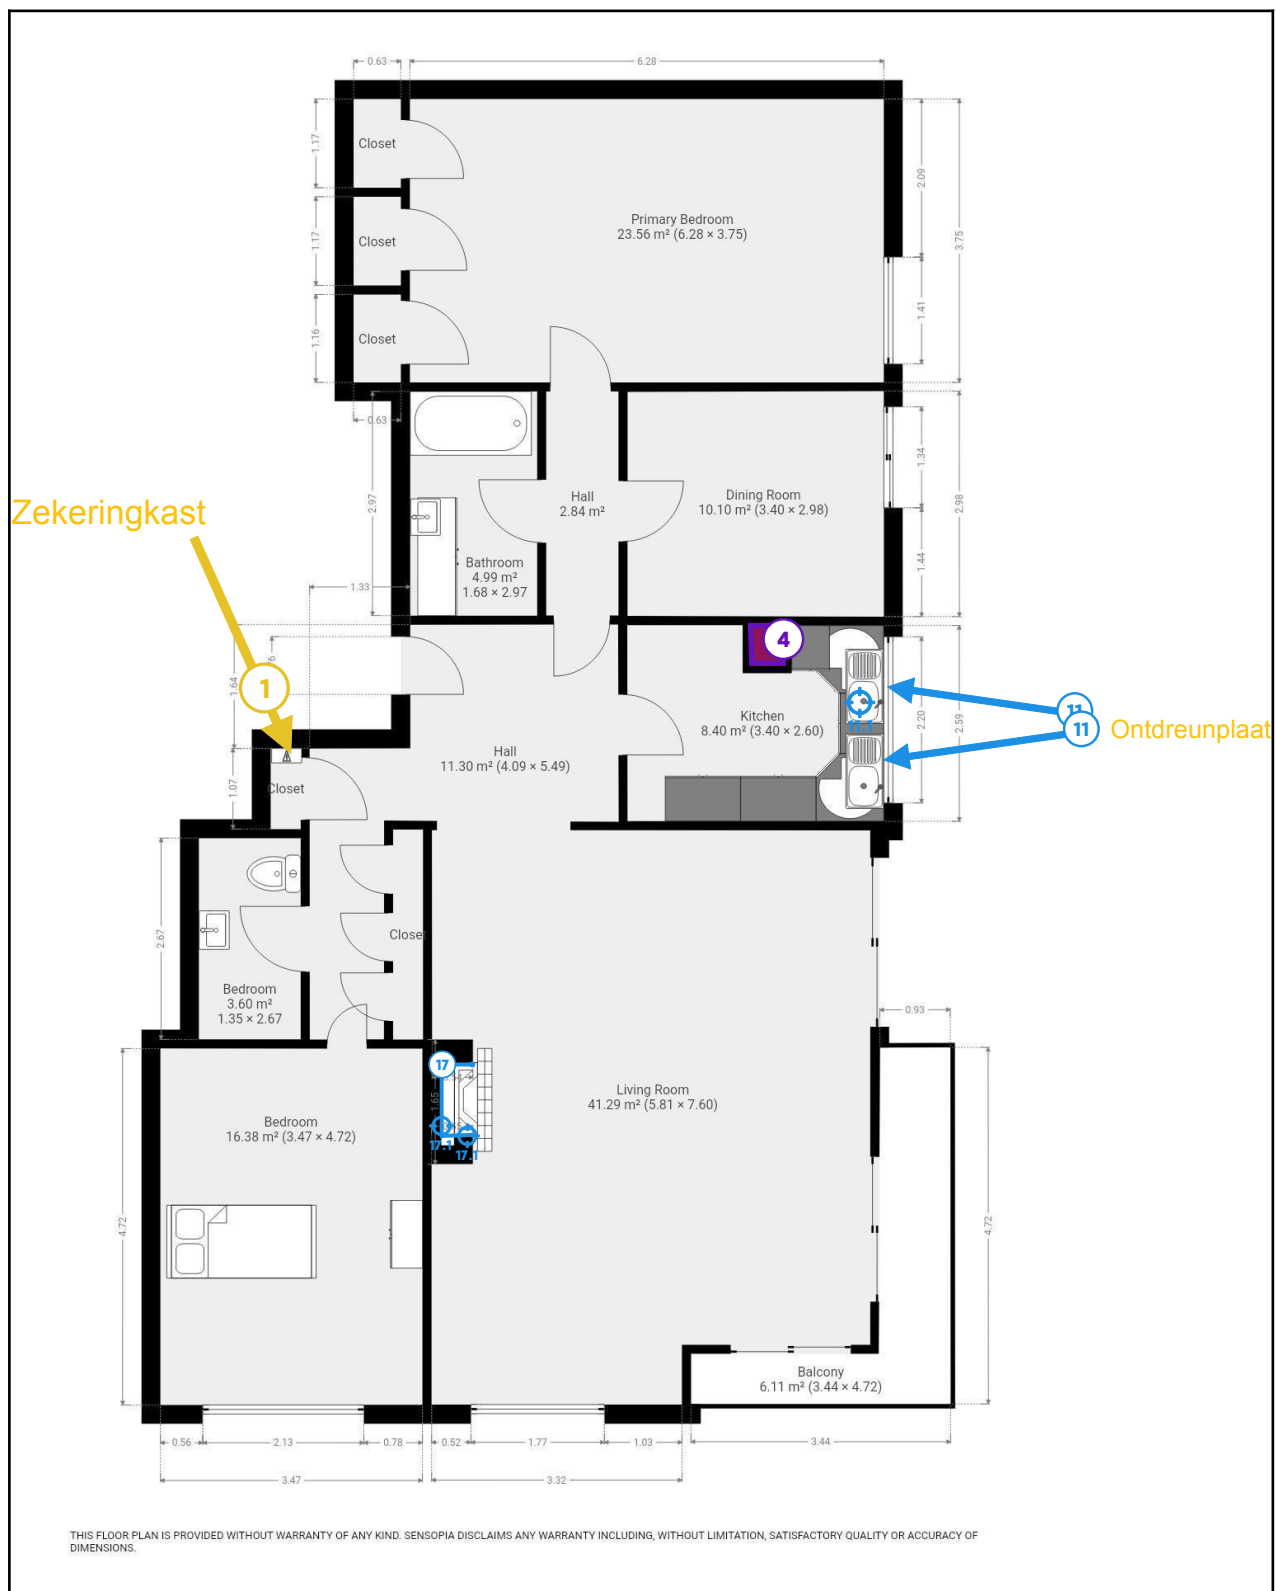 0.63
6.28
Closet
1.17
2.09
Primary Bedroom
23.56 m² (6.28 × 3.75)
3.75
Closet
1.17
1.41
Closet
1.16
0.63
1.34
2.97
Zekeringkast
Hall
2.84 m²
Dining Room
10.10 m² (3.40 × 2.98)
2.98
Bathroom
4.99 m²
1.68 × 2.97
1.44
1.33
4
6
1.64
1
Kitchen
8.40 m² (3.40 × 2.60)
11.1
2.20
2.59
11
11 Ontdreunplaat
Hall
11.30 m² (4.09 × 5.49)
1.07
Closet
2.67
Closet
Bedroom
3.60 m²
1.35 × 2.67
0.93
17
1.65
17.1
17.1
Living Room
41.29 m² (5.81 × 7.60)
Bedroom
16.38 m² (3.47 × 4.72)
4.72
4.72
Balcony
6.11 m² (3.44 × 4.72)
0.56
2.13
0.78
0.52
1.77
1.03
3.44
3.47
3.32
THIS FLOOR PLAN IS PROVIDED WITHOUT WARRANTY OF ANY KIND. SENSOPIA DISCLAIMS ANY WARRANTY INCLUDING, WITHOUT LIMITATION, SATISFACTORY QUALITY OR ACCURACY OF
DIMENSIONS.